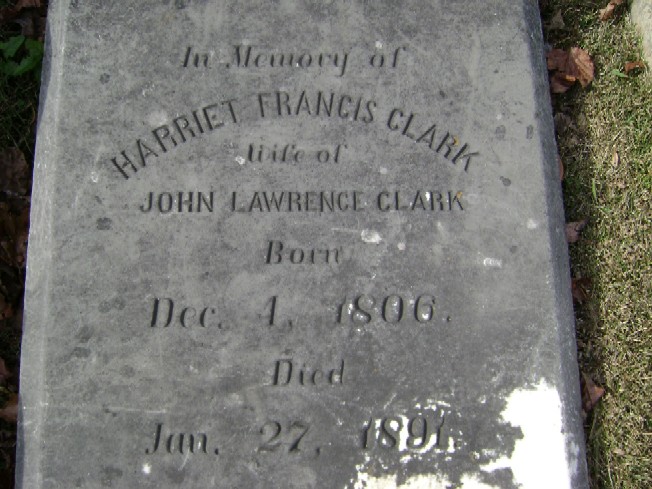 In Memory of
HARRIET FRANCIS CLARK
Wife of
JOHN LAWRENCE CLARK
Born
Dec. 1, 1806.
Died
Jan. 27, 1891.